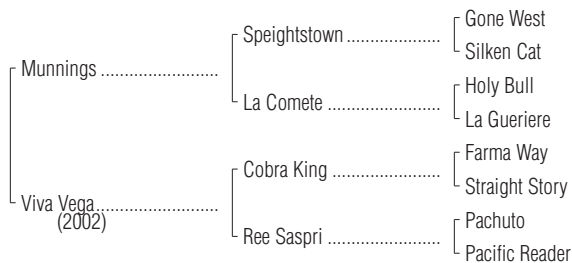 Gone West
Speightstown ....................
Silken Cat
Munnings .........................
Holy Bull
La Comete ........................
La Gueriere
Farma Way
Cobra King .......................
Straight Story
Viva Vega..........................
(2002)
Pachuto
Ree Saspri ........................
Pacific Reader